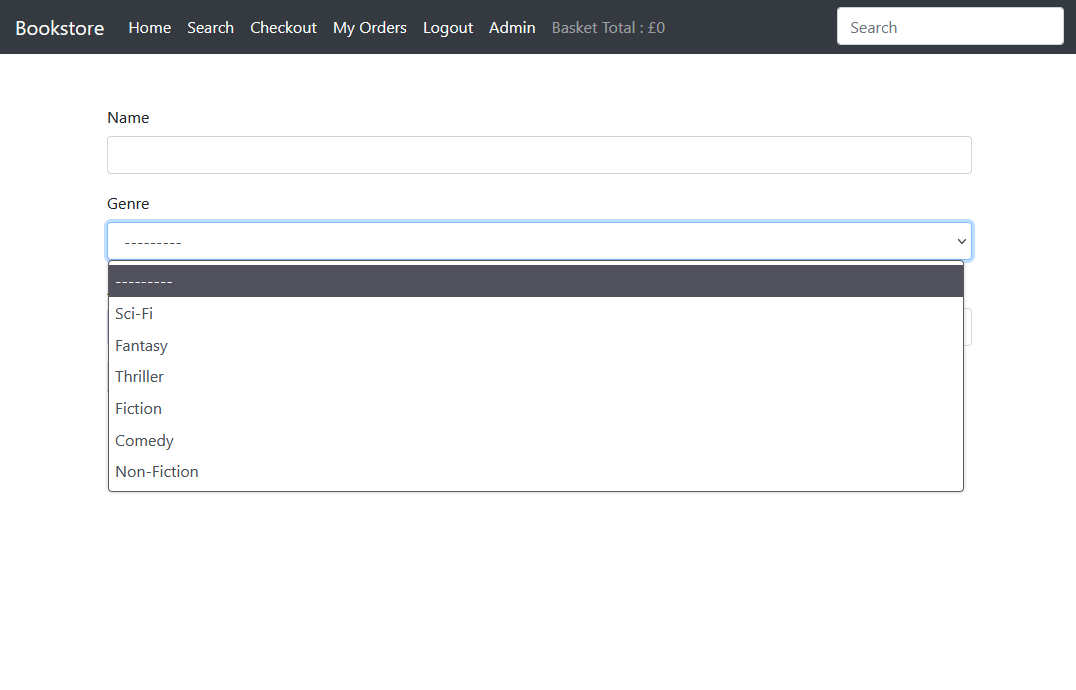 Bookstore Home Search Checkout My Orders Logout Admin Basket Total : £0 Search
Name
Genre
---------
---------
Sci-Fi
Fantasy
Thriller
Fiction
Comedy
Non-Fiction